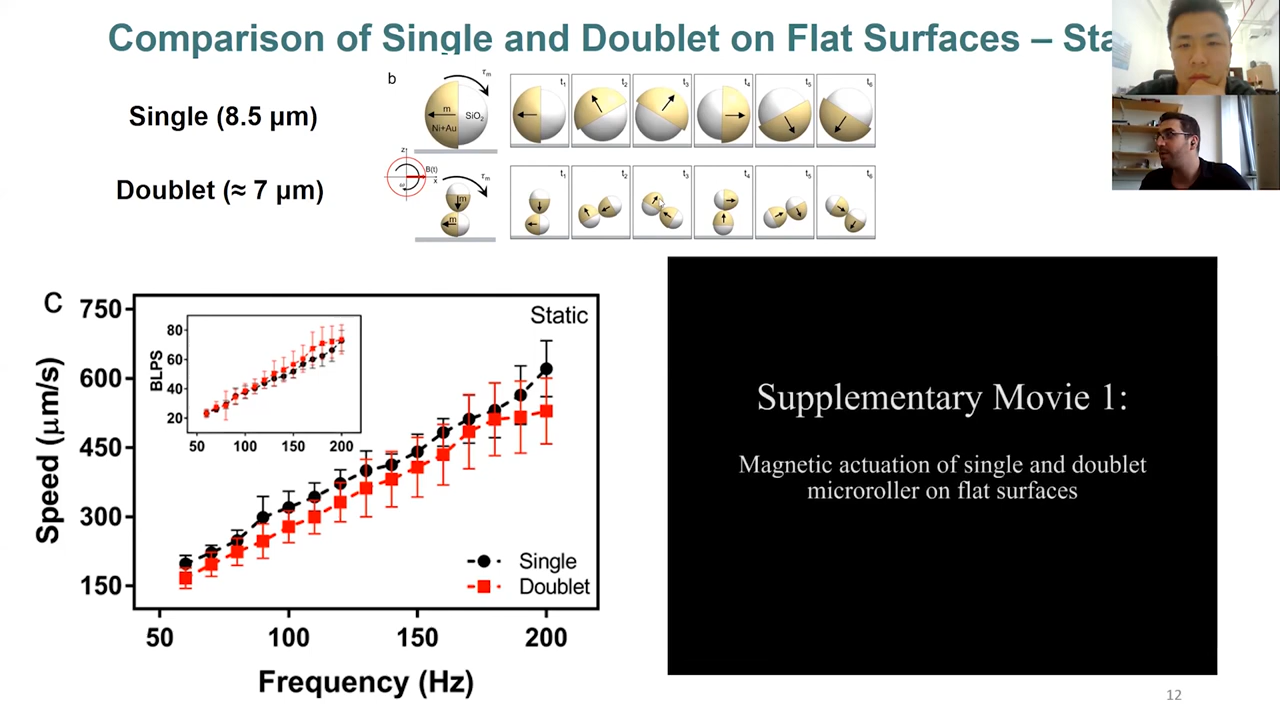 Comparison of Single and Doublet on Flat Surfaces – Sta
b
τm
m
Ni+Au
SiO2
t1
t2
t3
t4
t5
t6
Single (8.5 µm)
z
B(t)
x
ω
τm
m
m
t1
t2
t3
t4
t5
t6
Doublet (≈ 7 µm)
C
Speed (µm/s)
750
600
450
300
150
Static
BLPS
80
60
40
20
50
100
150
200
Single
Doublet
50
100
150
200
Frequency (Hz)
Supplementary Movie 1:
Magnetic actuation of single and doublet
microroller on flat surfaces
12